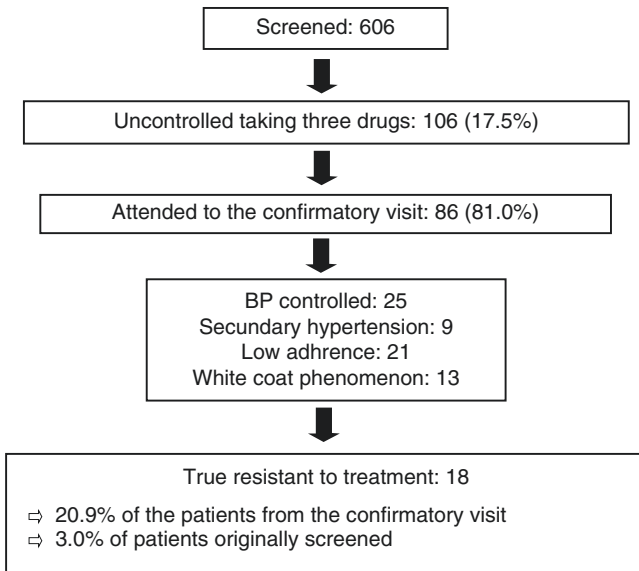 Screened: 606
Uncontrolled taking three drugs: 106 (17.5%)
Attended to the confirmatory visit: 86 (81.0%)
BP controlled: 25
Secundary hypertension: 9
Low adhrence: 21
White coat phenomenon: 13
True resistant to treatment: 18
⇨ 20.9% of the patients from the confirmatory visit
⇨ 3.0% of patients originally screened